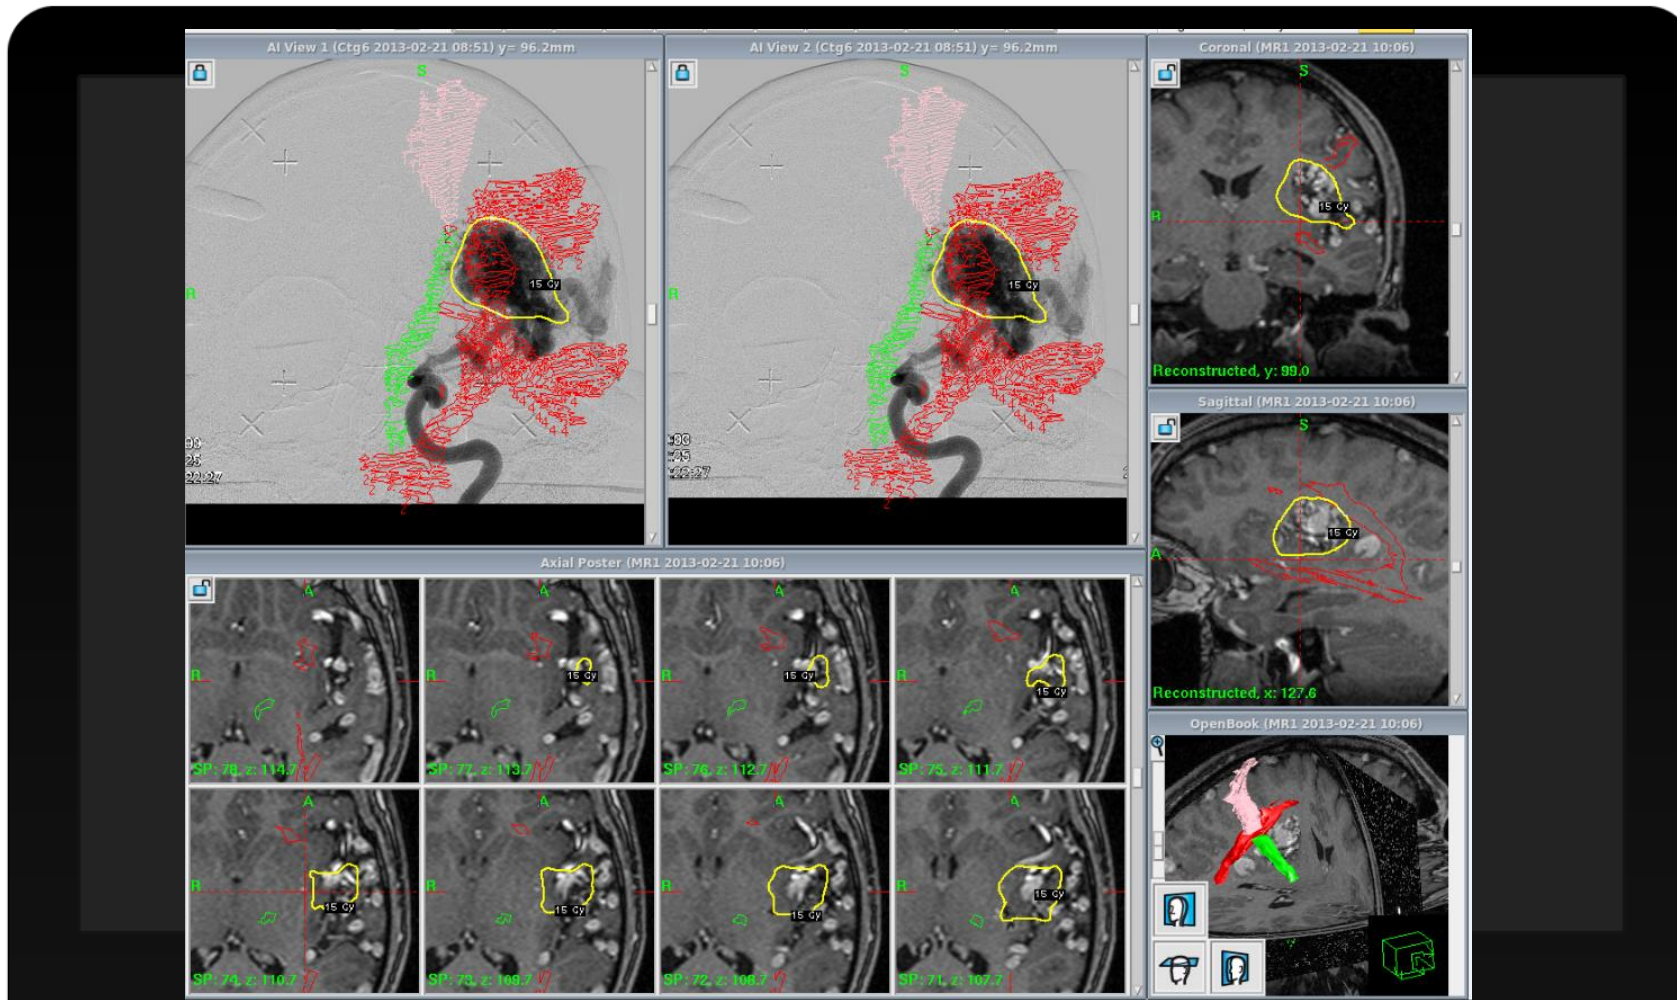 AI View 1 (Ctg6 2013-02-21 08:51) y= 96.2mm
S
R
15 Gy
22:27
AI View 2 (Ctg6 2013-02-21 08:51) y= 96.2mm
S
R
15 Gy
22:27
Coronal (MR1 2013-02-21 10:06)
S
R
15 Gy
Reconstructed, y: 99.0
Sagittal (MR1 2013-02-21 10:06)
S
A
15 Gy
Reconstructed, x: 127.6
Axial Poster (MR1 2013-02-21 10:06)
A
R
SP: 78, z: 114.7
A
R
15 Gy
SP: 77, z: 113.7
A
R
15 Gy
SP: 76, z: 112.7
A
R
15 Gy
SP: 75, z: 111.7
A
R
15 Gy
SP: 74, z: 110.7
A
R
15 Gy
SP: 73, z: 109.7
A
R
15 Gy
SP: 72, z: 108.7
A
R
15 Gy
SP: 71, z: 107.7
OpenBook (MR1 2013-02-21 10:06)